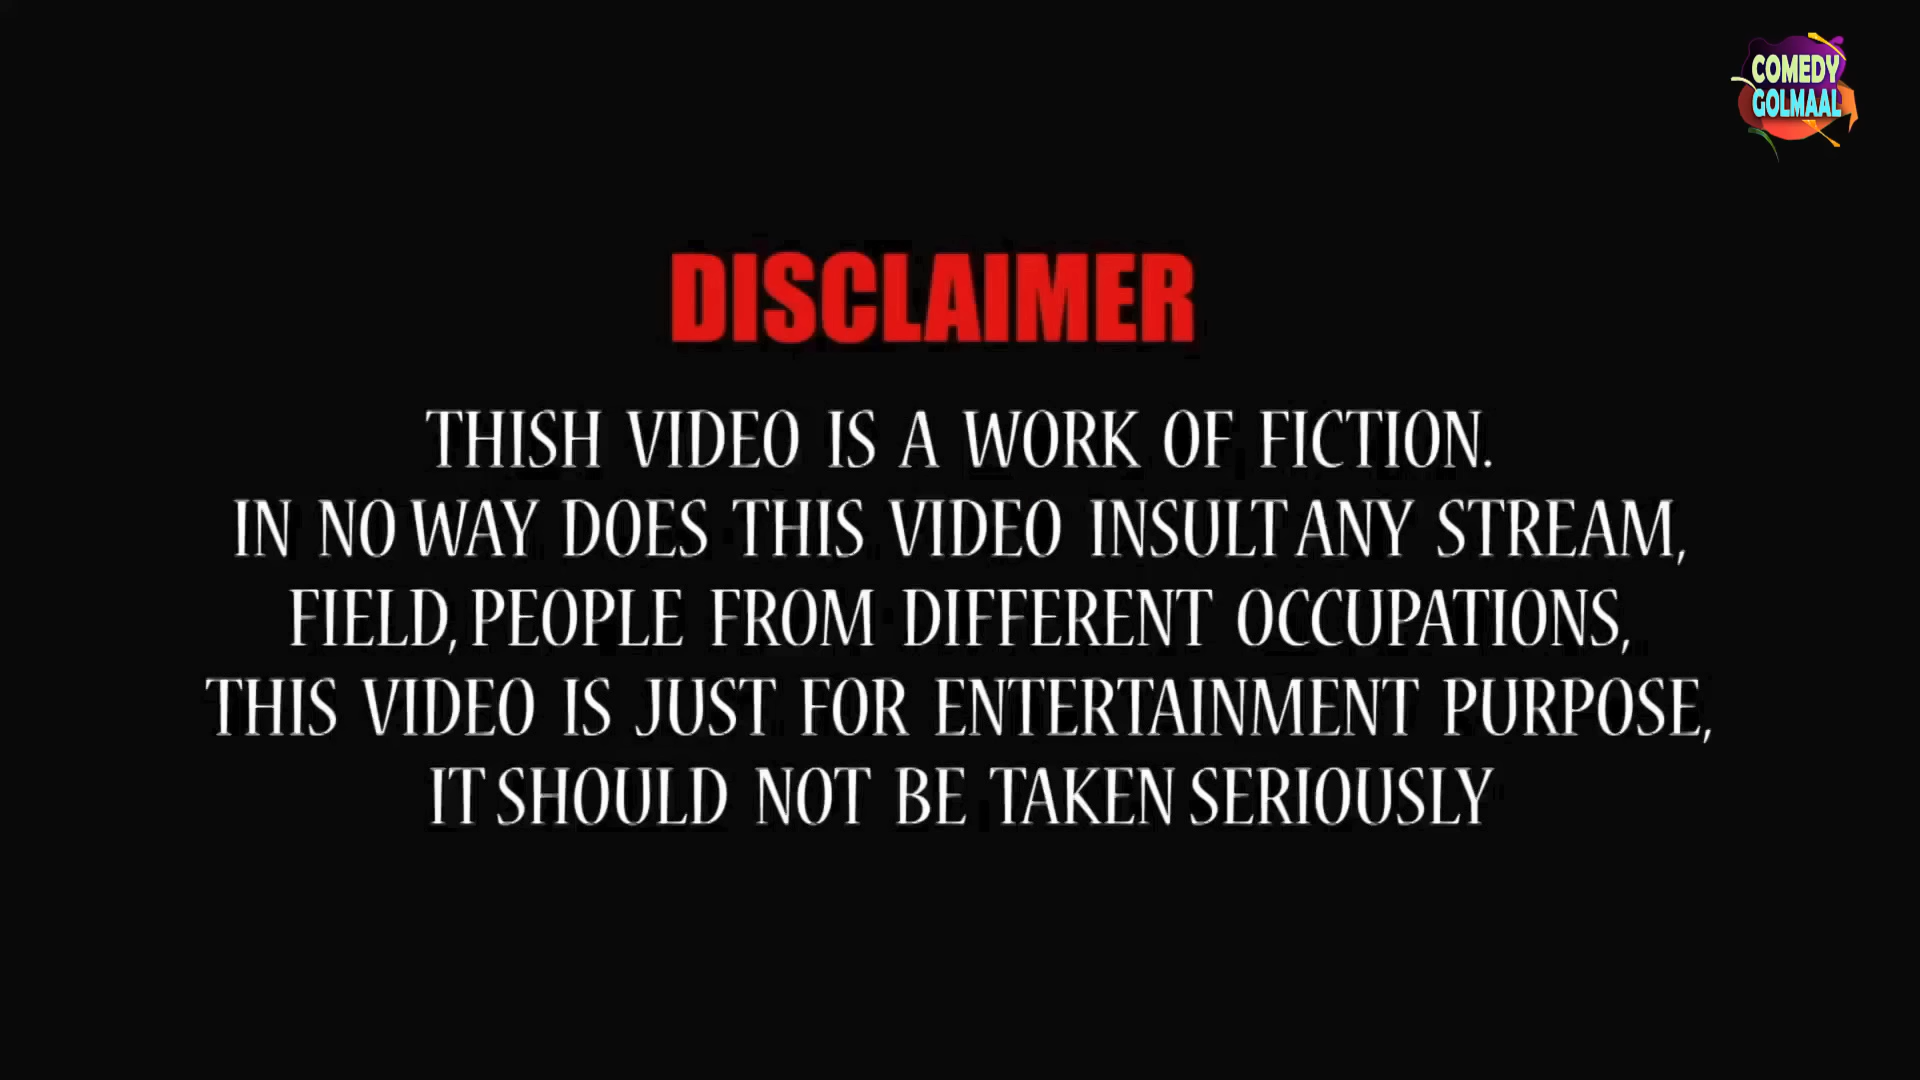 COMEDY
GOLMAAL
DISCLAIMER
THISH VIDEO IS A WORK OF FICTION.
IN NO WAY DOES THIS VIDEO INSULT ANY STREAM,
FIELD, PEOPLE FROM DIFFERENT OCCUPATIONS,
THIS VIDEO IS JUST FOR ENTERTAINMENT PURPOSE,
IT SHOULD NOT BE TAKEN SERIOUSLY